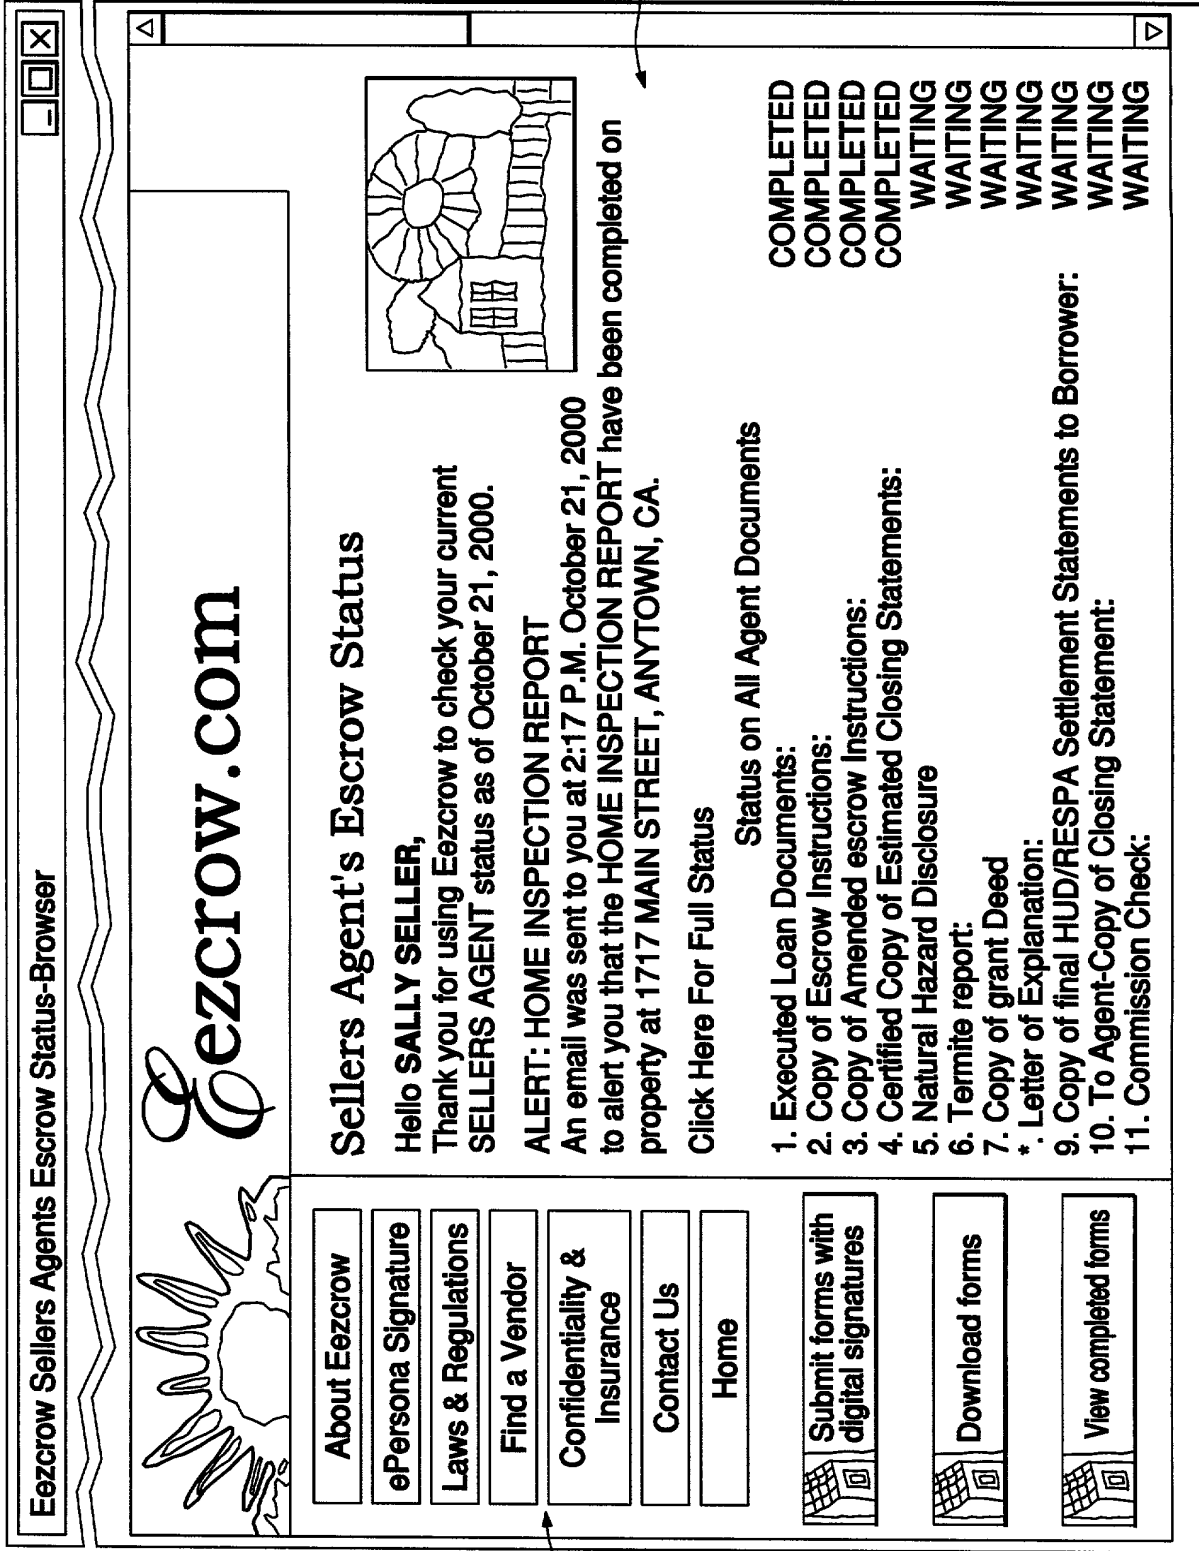 Eezcrow Sellers Agents Escrow Status-Browser
Eezcrow.com
About Eezcrow
ePersona Signature
Laws & Regulations
Find a Vendor
Confidentiality &
Insurance
Contact Us
Home
Submit forms with
digital signatures
Download forms
View completed forms
Sellers Agent's Escrow Status
Hello SALLY SELLER,
Thank you for using Eezcrow to check your current
SELLERS AGENT status as of October 21, 2000.
ALERT: HOME INSPECTION REPORT
An email was sent to you at 2:17 P.M. October 21, 2000
to alert you that the HOME INSPECTION REPORT have been completed on
property at 1717 MAIN STREET, ANYTOWN, CA.
Click Here For Full Status
Status on All Agent Documents
1. Executed Loan Documents: COMPLETED
2. Copy of Escrow Instructions: COMPLETED
3. Copy of Amended escrow Instructions: COMPLETED
4. Certified Copy of Estimated Closing Statements: COMPLETED
5. Natural Hazard Disclosure WAITING
6. Termite report: WAITING
7. Copy of grant Deed WAITING
*. Letter of Explanation: WAITING
9. Copy of final HUD/RESPA Settlement Statements to Borrower: WAITING
10. To Agent-Copy of Closing Statement: WAITING
11. Commission Check: WAITING